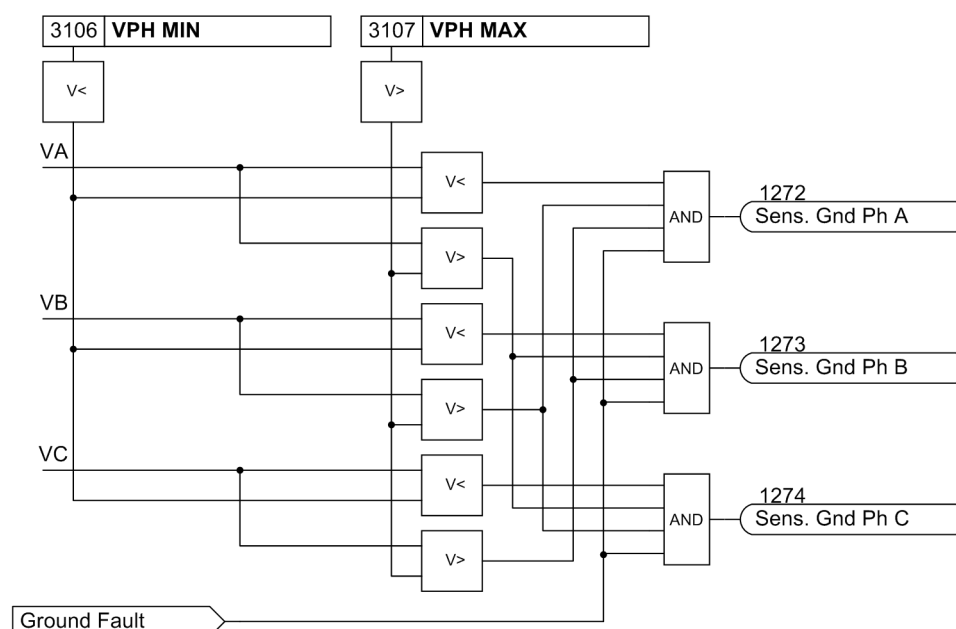 3106 VPH MIN 3107 VPH MAX
V< V>
VA
V<
1272
AND Sens. Gnd Ph A
V>
VB
V<
1273
AND Sens. Gnd Ph B
V>
VC
V<
1274
AND Sens. Gnd Ph C
V>
Ground Fault